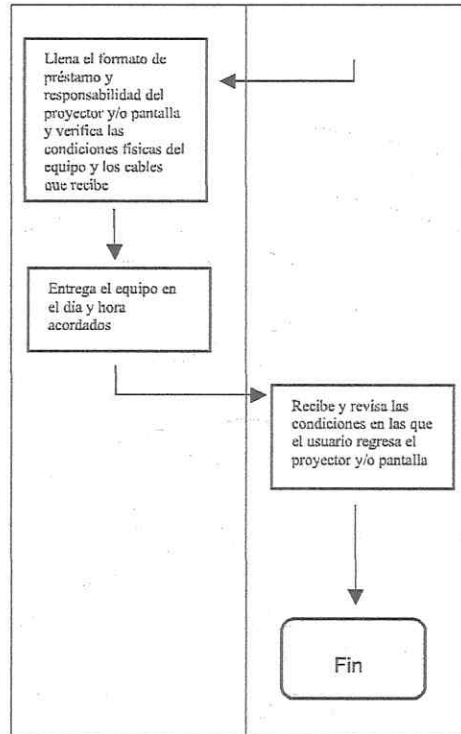 Llena el formato de
préstamo y
responsabilidad del
proyector y/o pantalla
y verifica las
condiciones físicas del
equipo y los cables
que recibe
Entrega el equipo en
el día y hora
acordados
Recibe y revisa las
condiciones en las que
el usuario regresa el
proyector y/o pantalla
Fin